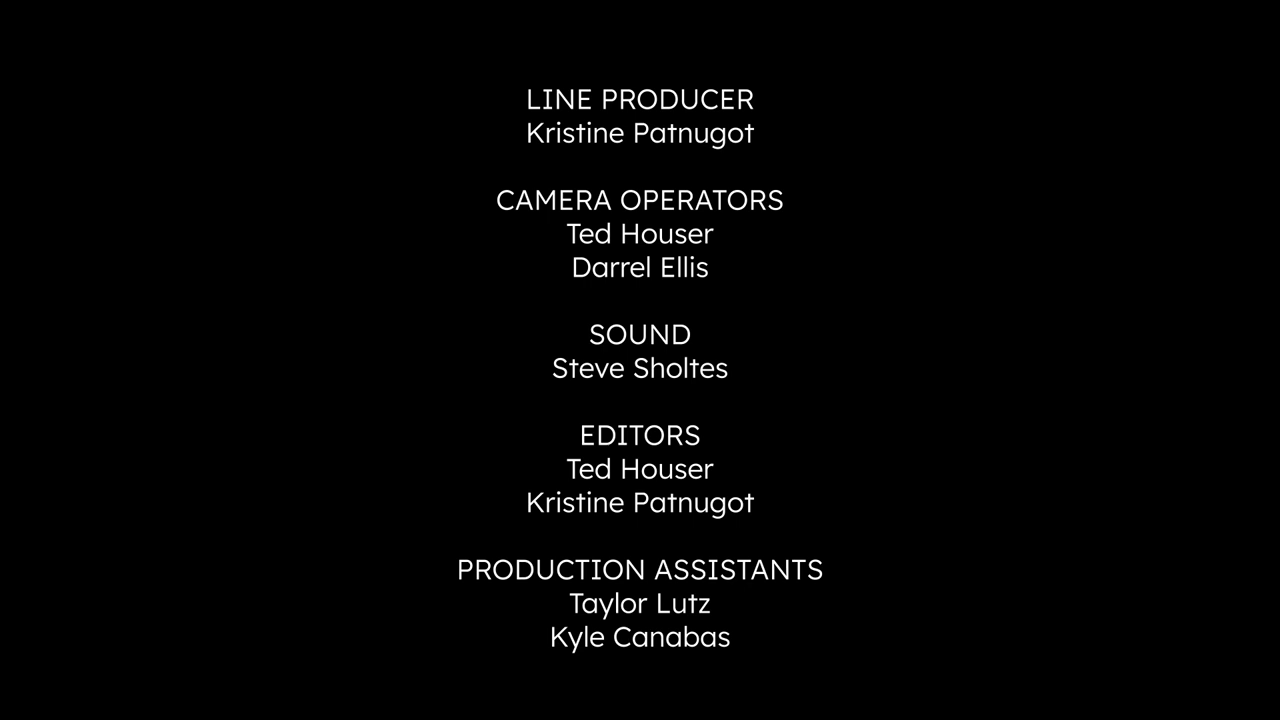 LINE PRODUCER
Kristine Patnugot
CAMERA OPERATORS
Ted Houser
Darrel Ellis
SOUND
Steve Sholtes
EDITORS
Ted Houser
Kristine Patnugot
PRODUCTION ASSISTANTS
Taylor Lutz
Kyle Canabas